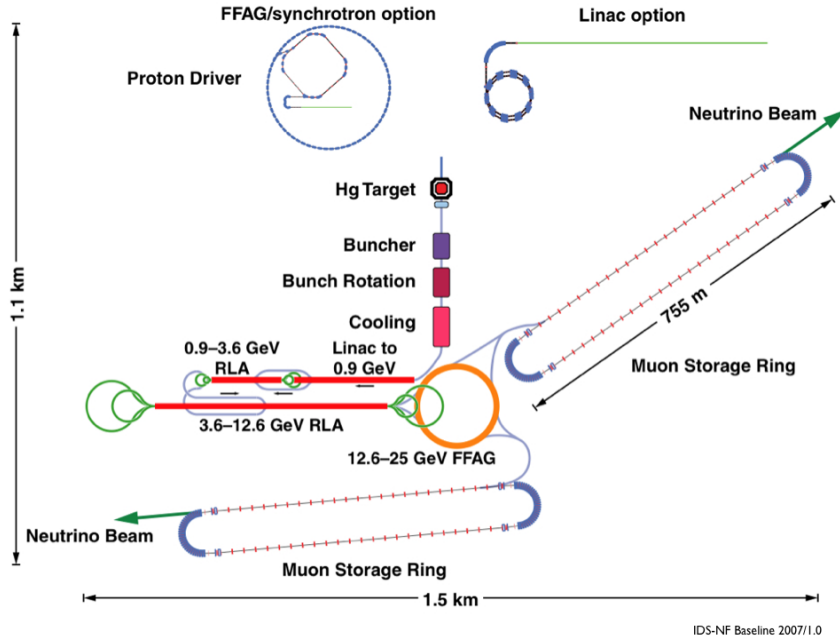 FFAG/synchrotron option
Linac option
Proton Driver
Neutrino Beam
Hg Target
Buncher
Bunch Rotation
Cooling
1.1 km
755 m
0.9–3.6 GeV
RLA
Linac to
0.9 GeV
Muon Storage Ring
3.6–12.6 GeV RLA
12.6–25 GeV FFAG
Neutrino Beam
Muon Storage Ring
1.5 km
IDS-NF Baseline 2007/1.0